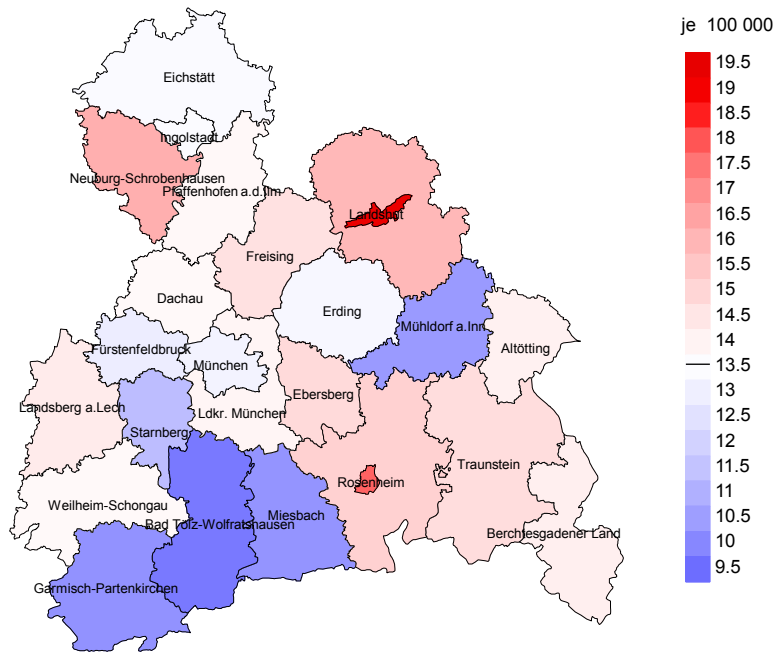 je 100 000
Eichstätt
Ingolstadt
Neuburg-Schrobenhausen
Pfaffenhofen a.d.Ilm
Landshut
Freising
Dachau
Erding
Mühldorf a.Inn
Altötting
Fürstenfeldbruck
München
Ebersberg
Landsberg a.Lech
Ldkr. München
Starnberg
Traunstein
Rosenheim
Weilheim-Schongau
Miesbach
Bad Tölz-Wolfratshausen
Berchtesgadener Land
Garmisch-Partenkirchen
19.5
19
18.5
18
17.5
17
16.5
16
15.5
15
14.5
14
13.5
13
12.5
12
11.5
11
10.5
10
9.5